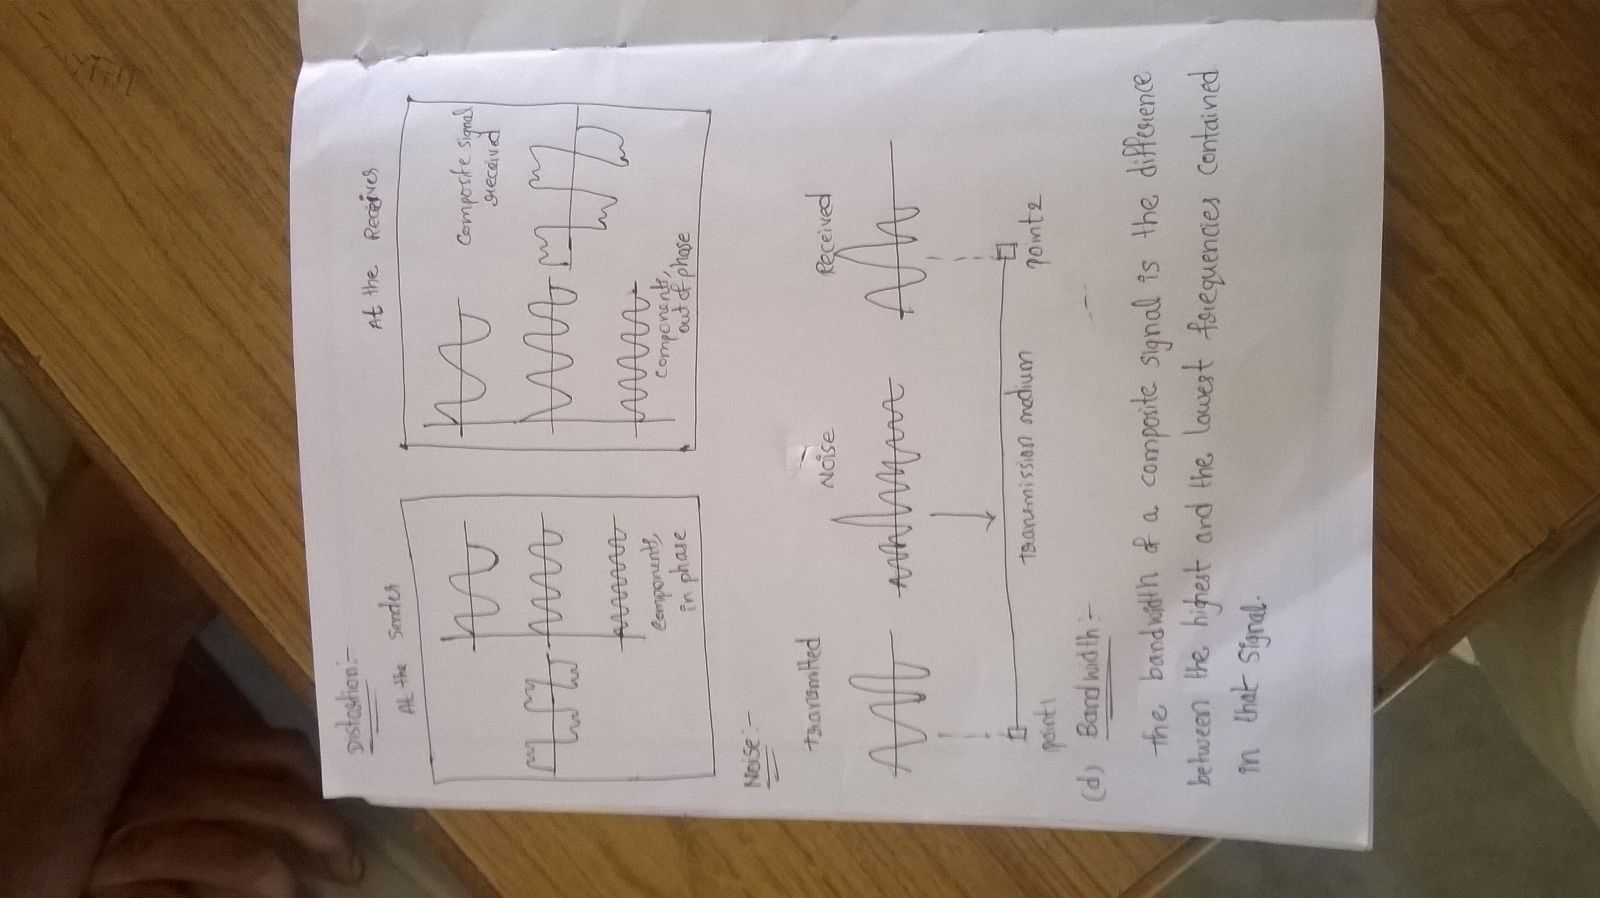 Distortion:-
At the Sender
At the Receiver
Composite signal
received
Components,
in phase
Components,
out of phase
Noise:-
transmitted
Noise
Received
transmission medium
point1
point2
(d) Bandwidth:-
the bandwidth of a composite signal is the difference
between the highest and the lowest frequencies contained
in that signal.